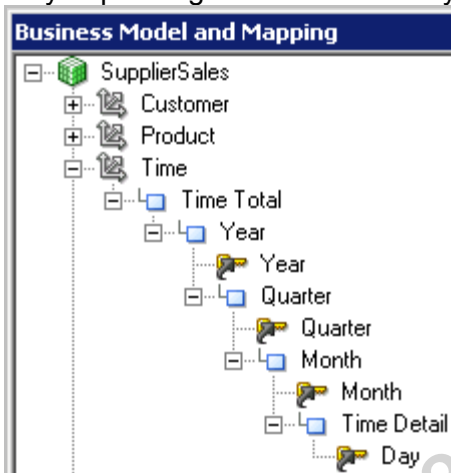 Business Model and Mapping
SupplierSales
Customer
Product
Time
Time Total
Year
Year
Quarter
Quarter
Month
Month
Time Detail
Day